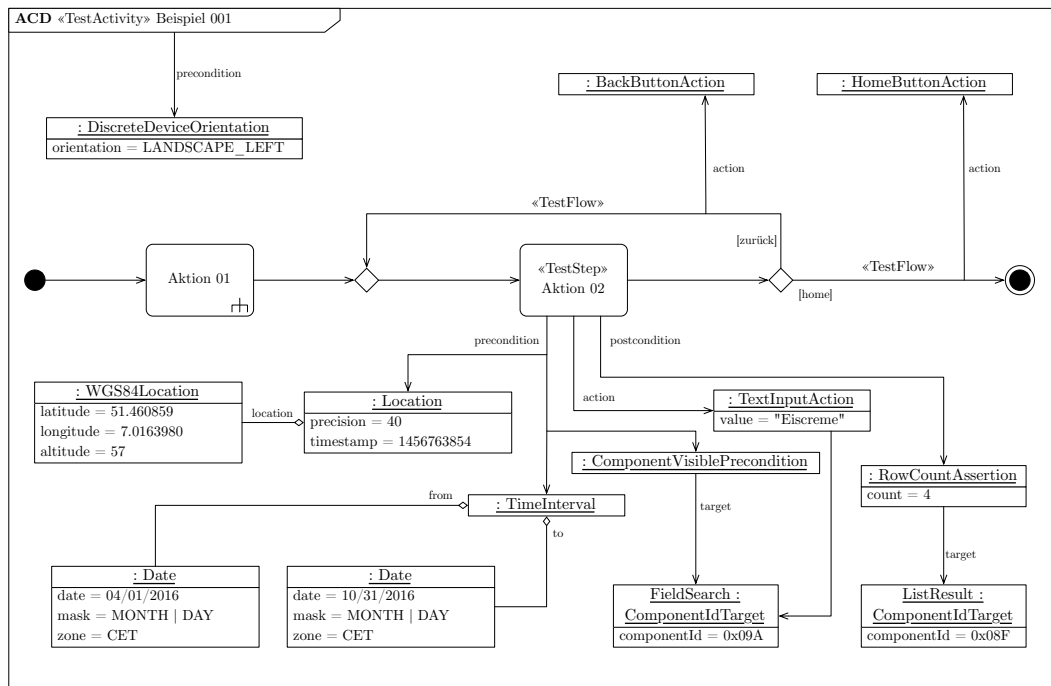 ACD «TestActivity» Beispiel 001
precondition
: DiscreteDeviceOrientation
orientation = LANDSCAPE_LEFT
: BackButtonAction
: HomeButtonAction
action
action
«TestFlow»
[zurück]
Aktion 01
«TestStep»
Aktion 02
«TestFlow»
[home]
precondition
postcondition
action
: WGS84Location
latitude = 51.460859
longitude = 7.0163980
altitude = 57
location
: Location
precision = 40
timestamp = 1456763854
: TextInputAction
value = "Eiscreme"
: ComponentVisiblePrecondition
: RowCountAssertion
count = 4
from
: TimeInterval
to
target
target
: Date
date = 04/01/2016
mask = MONTH | DAY
zone = CET
: Date
date = 10/31/2016
mask = MONTH | DAY
zone = CET
FieldSearch :
ComponentIdTarget
componentId = 0x09A
ListResult :
ComponentIdTarget
componentId = 0x08F